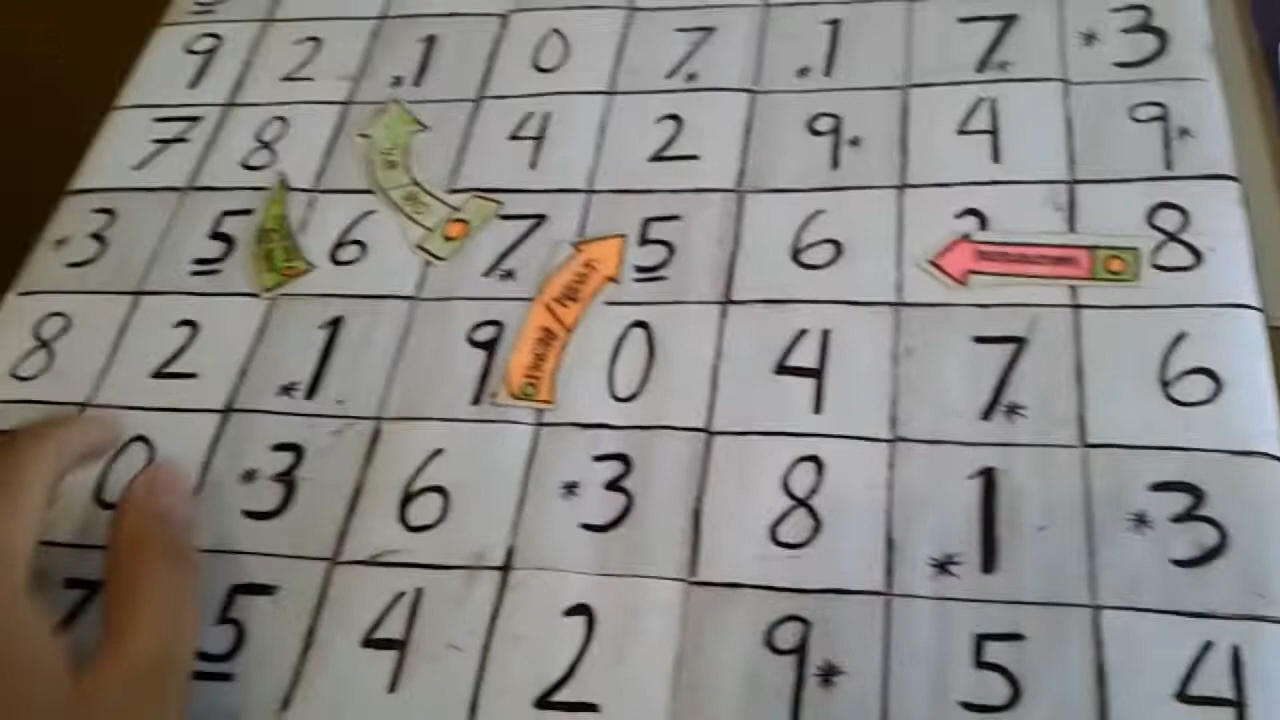 9 2 .1 0 7. .1 7. *3
7 8 4 2 9. 4 9*
.3 5 6 7* 5 6 8
8 2 *1 9. 0 4 7* 6
0 *3 6 *3 8 *1 *3
7 5 4 2 9* 5 4